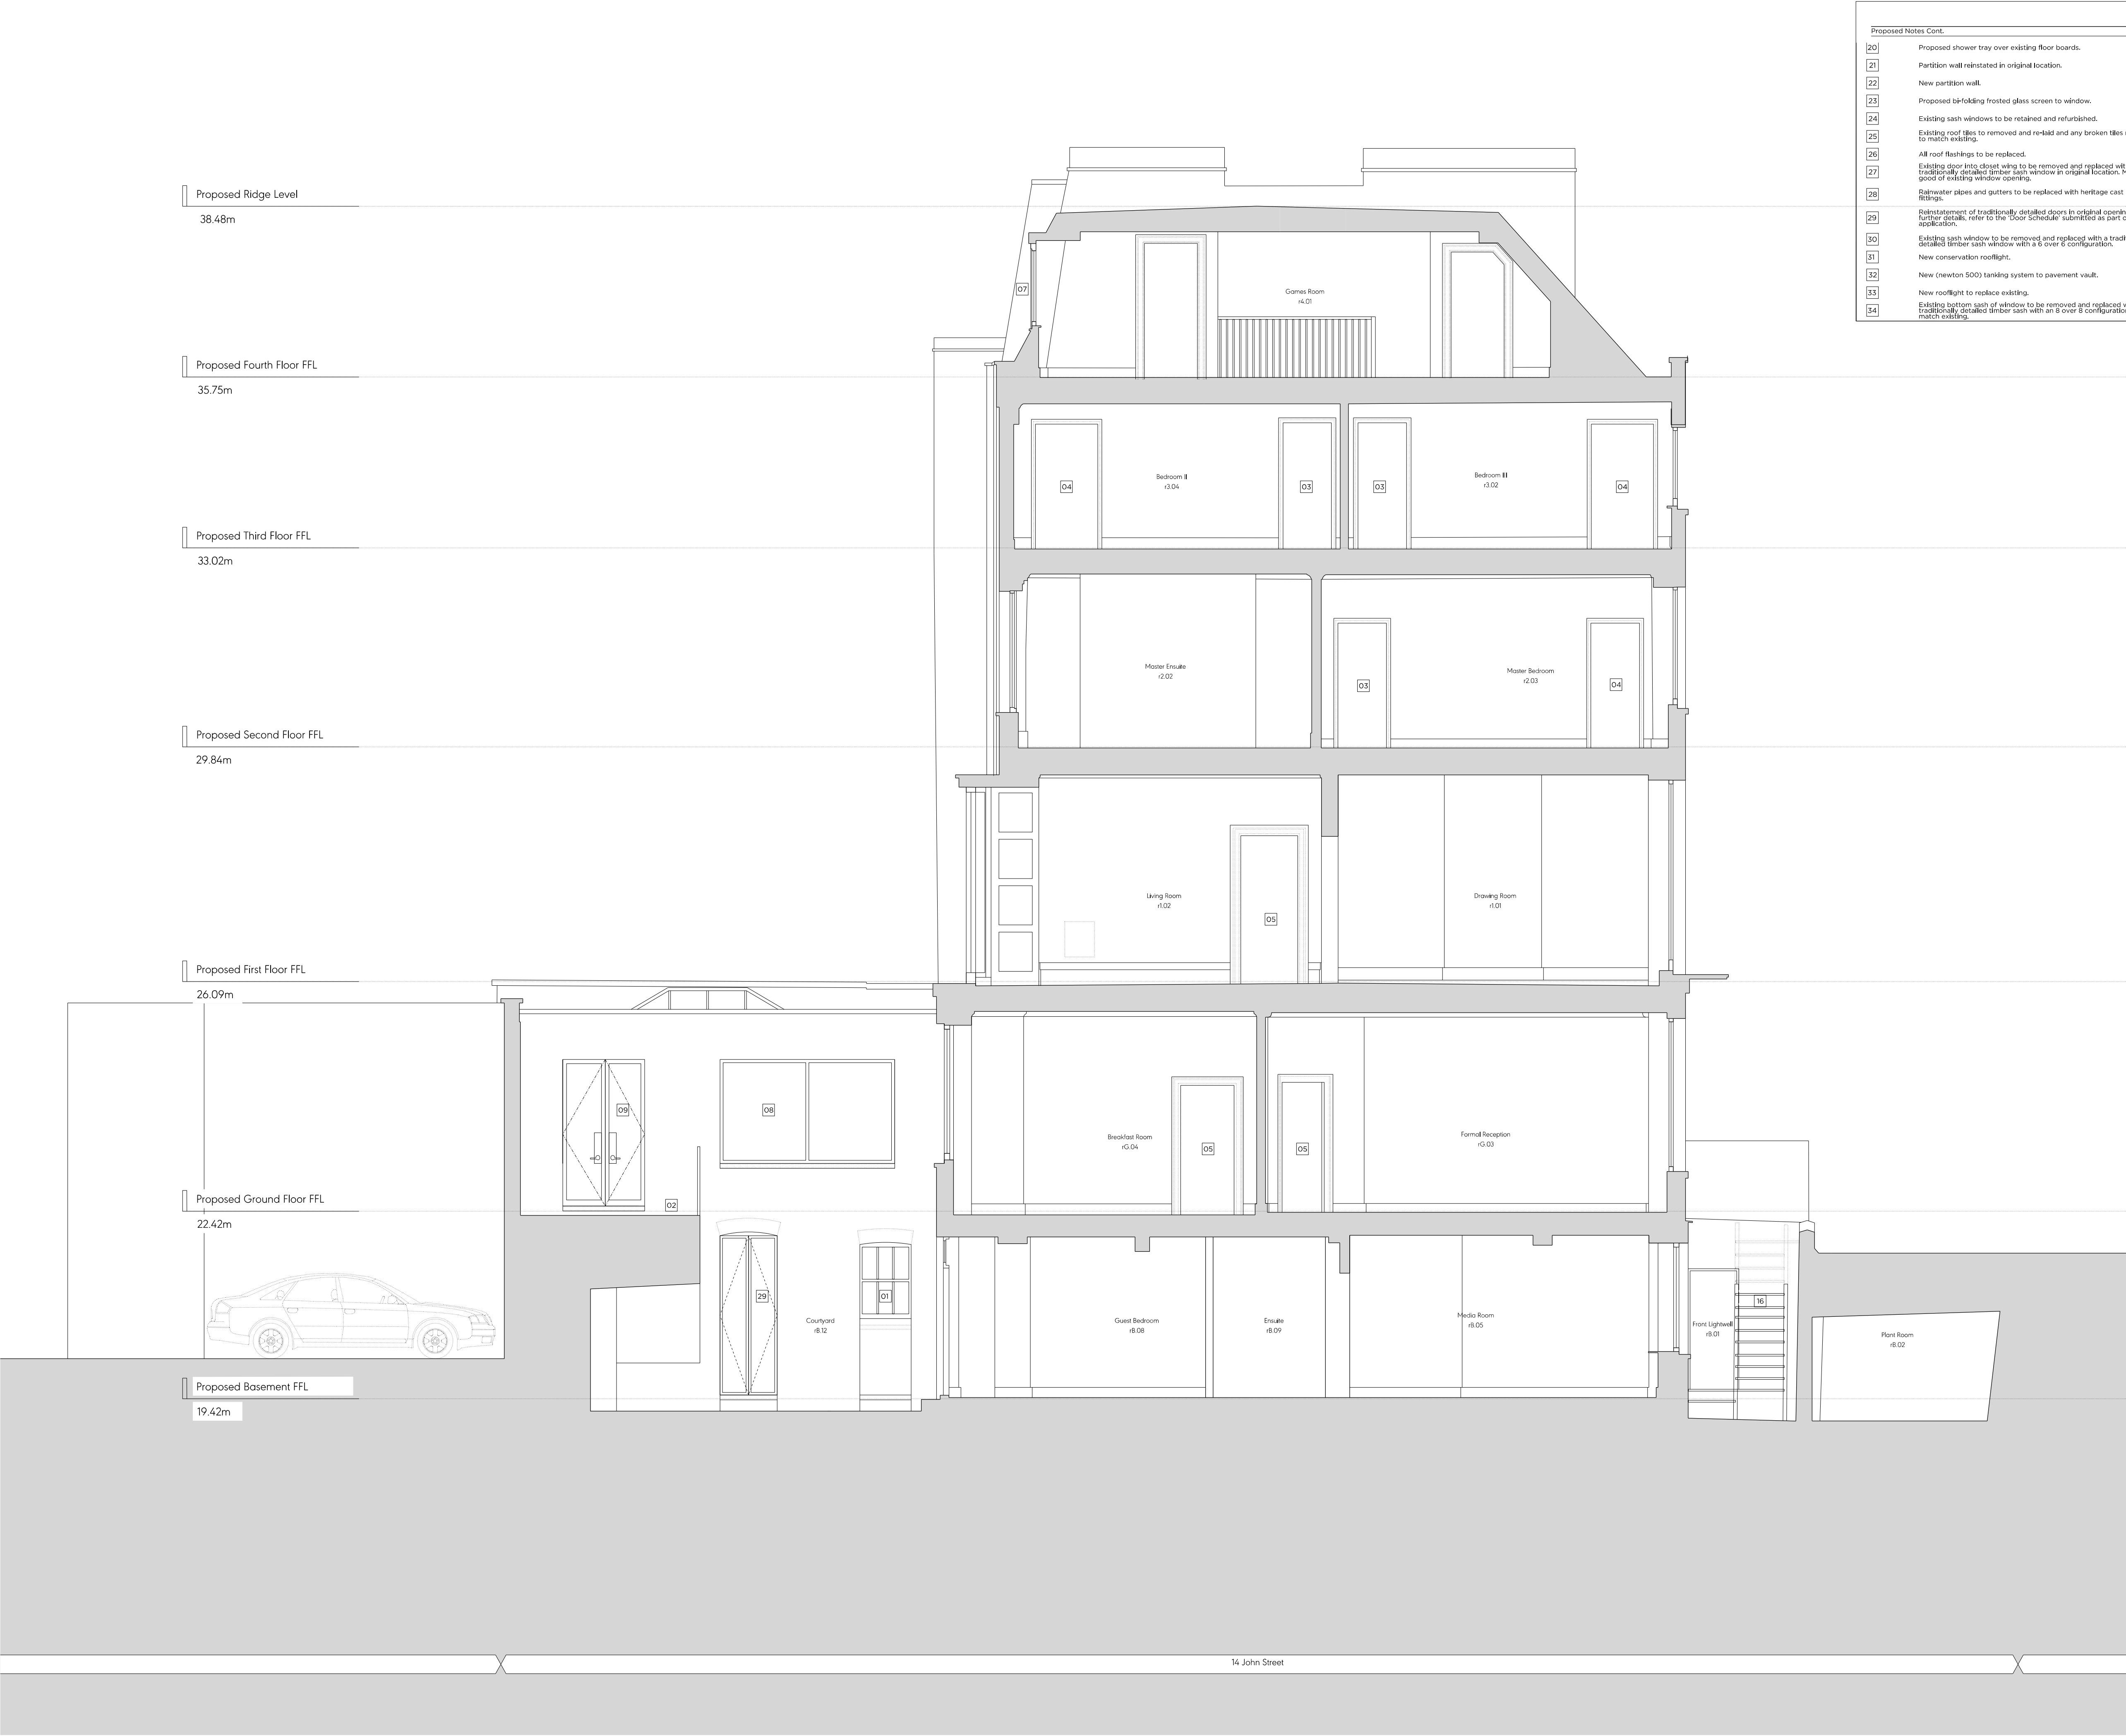 Proposed Notes Cont.
20 Proposed shower tray over existing floor boards.
21 Partition wall reinstated in original location.
22 New partition wall.
23 Proposed bi-folding frosted glass screen to window.
24 Existing sash windows to be retained and refurbished.
25 Existing roof tiles to removed and re-laid and any broken tiles
to match existing.
26 All roof flashings to be replaced.
27 Existing door into closet wing to be removed and replaced
traditionally detailed timber sash window in original location.
good of existing window opening.
28 Rainwater pipes and gutters to be replaced with heritage cast
fittings.
29 Reinstatement of traditionally detailed doors in original
further details, refer to the 'Door Schedule' submitted as part
application.
30 Existing sash window to be removed and replaced with a
detailed timber sash window with a 6 over 6 configuration.
31 New conservation rooflight.
32 New (newton 500) tanking system to pavement vault.
33 New rooflight to replace existing.
34 Existing bottom sash of window to be removed and replaced
traditionally detailed timber sash with an 8 over 8
match existing.
Proposed Ridge Level
38.48m
07
Games Room
r4.01
Proposed Fourth Floor FFL
35.75m
Bedroom II
r3.04
Bedroom III
r3.02
04 03 03 04
Proposed Third Floor FFL
33.02m
Master Ensuite
r2.02
Master Bedroom
r2.03
03 04
Proposed Second Floor FFL
29.84m
Living Room
r1.02
Drawing Room
r1.01
05
Proposed First Floor FFL
26.09m
09 08
Breakfast Room
rG.04
Formall Reception
rG.03
05 05
02
Proposed Ground Floor FFL
22.42m
29 01
Courtyard
rB.12
Guest Bedroom
rB.08
Ensuite
rB.09
Media Room
rB.05
16
Front Lightwell
rB.01
Plant Room
rB.02
Proposed Basement FFL
19.42m
14 John Street